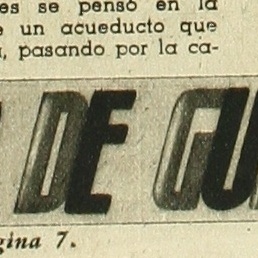 es se pensó en la
e un acueducto que
, pasando por la ca-
DE GU
gina 7.